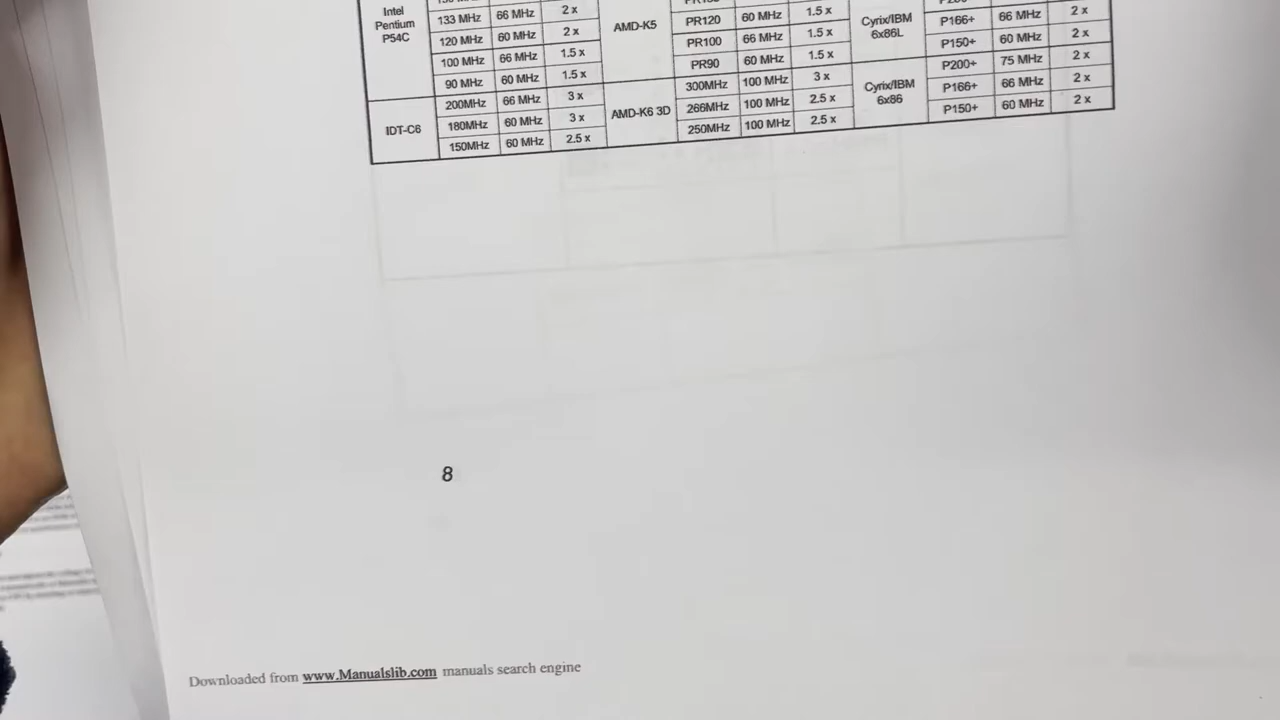 Intel Pentium P54C
133 MHz 66 MHz 2 x
120 MHz 60 MHz 2 x
100 MHz 66 MHz 1.5 x
90 MHz 60 MHz 1.5 x
IDT-C6
200MHz 66 MHz 3 x
180MHz 60 MHz 3 x
150MHz 60 MHz 2.5 x
AMD-K5
PR120 60 MHz 1.5 x
PR100 66 MHz 1.5 x
PR90 60 MHz 1.5 x
AMD-K6 3D
300MHz 100 MHz 3 x
266MHz 100 MHz 2.5 x
250MHz 100 MHz 2.5 x
Cyrix/IBM 6x86L
P166+ 66 MHz 2 x
P150+ 60 MHz 2 x
Cyrix/IBM 6x86
P200+ 75 MHz 2 x
P166+ 66 MHz 2 x
P150+ 60 MHz 2 x
8
Downloaded from www.Manualslib.com manuals search engine